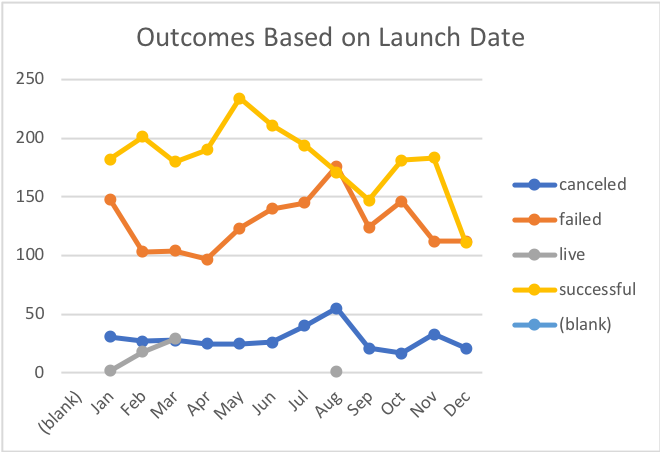 Outcomes Based on Launch Date
250
200
150
100
50
0
(blank) Jan Feb Mar Apr May Jun Jul Aug Sep Oct Nov Dec
canceled
failed
live
successful
(blank)